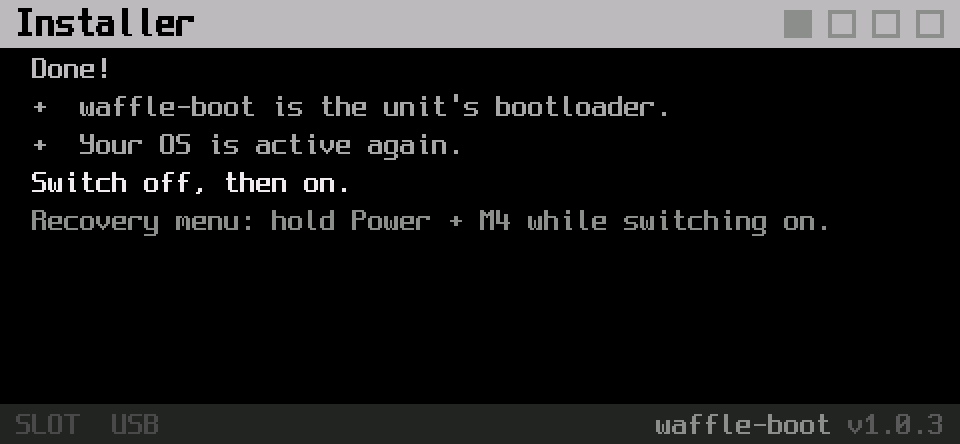 Installer
Done!
+ waffle-boot is the unit's bootloader.
+ Your OS is active again.
Switch off, then on.
Recovery menu: hold Power + M4 while switching on.
SLOT USB waffle-boot v1.0.3